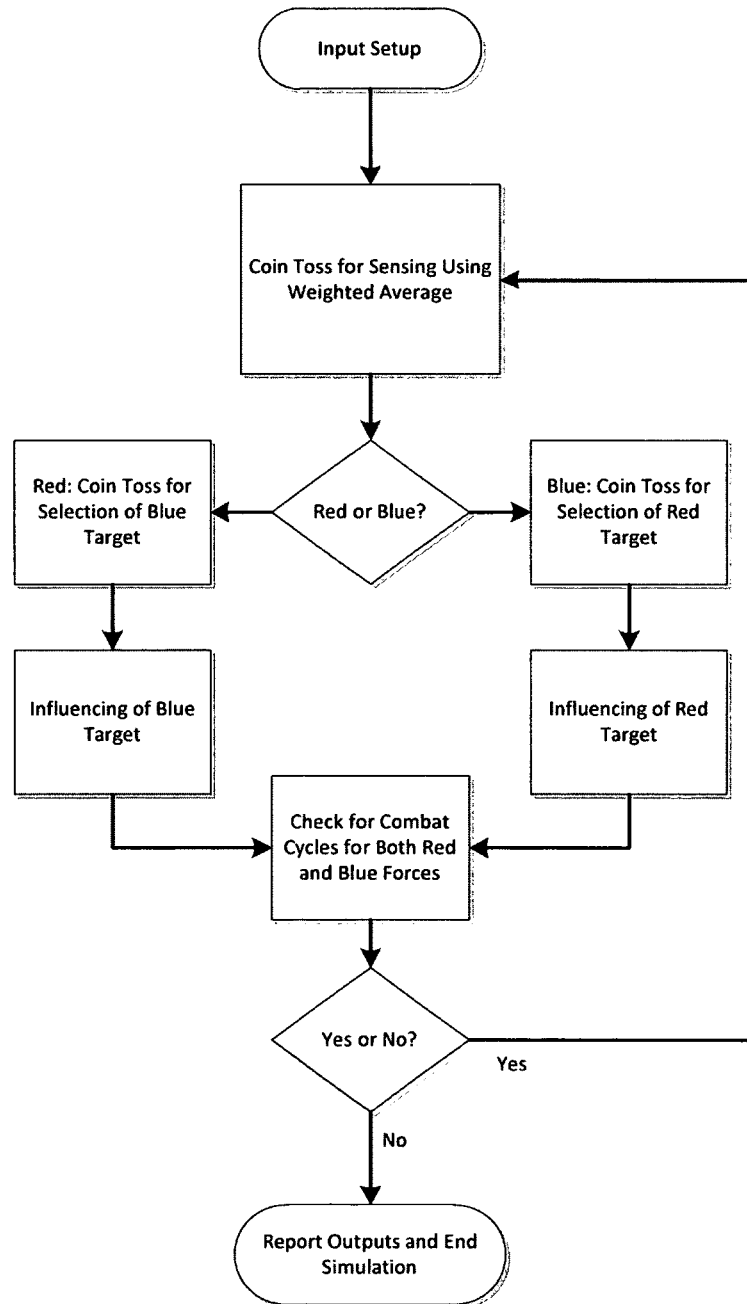 Input Setup
Coin Toss for Sensing Using
Weighted Average
Red: Coin Toss for
Selection of Blue
Target
Red or Blue?
Blue: Coin Toss for
Selection of Red
Target
Influencing of Blue
Target
Influencing of Red
Target
Check for Combat
Cycles for Both Red
and Blue Forces
Yes or No?
Yes
No
Report Outputs and End
Simulation